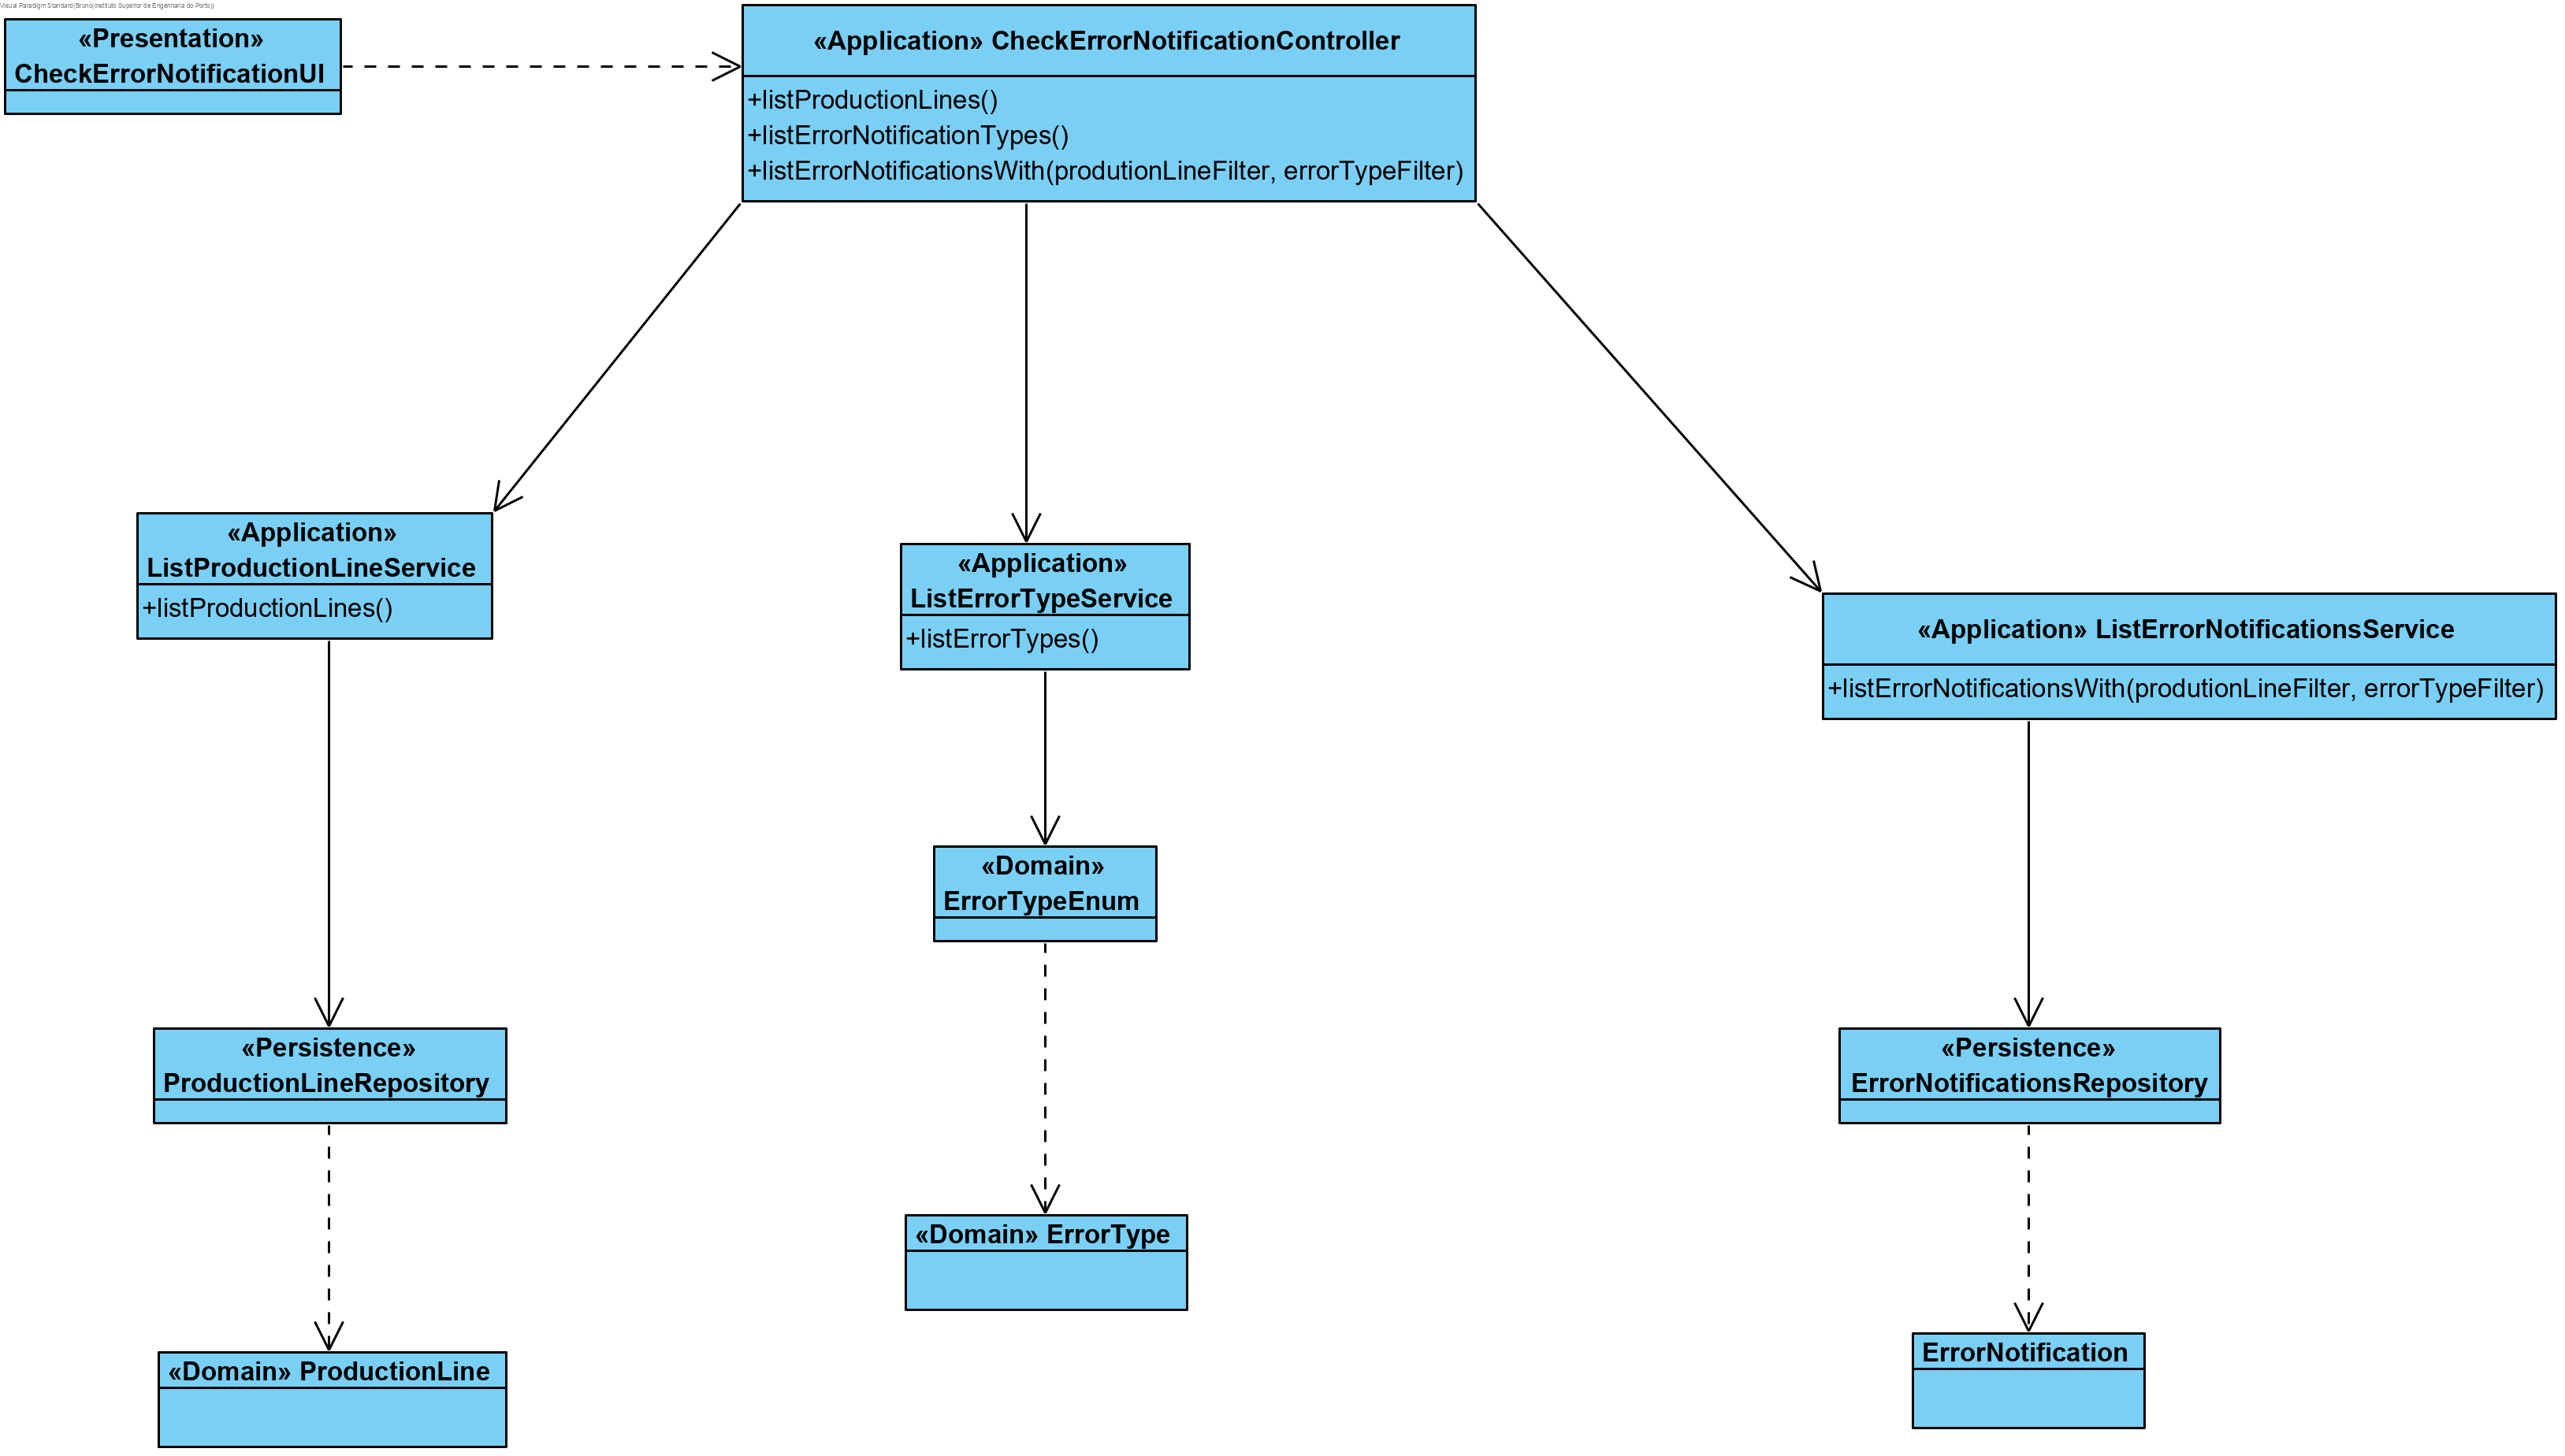 Visual Paradigm Standard(Bruno(Instituto Superior de Engenharia do Porto))
«Presentation»
CheckErrorNotificationUI
«Application» CheckErrorNotificationController
+listProductionLines()
+listErrorNotificationTypes()
+listErrorNotificationsWith(produtionLineFilter, errorTypeFilter)
«Application»
ListProductionLineService
+listProductionLines()
«Application»
ListErrorTypeService
+listErrorTypes()
«Application» ListErrorNotificationsService
+listErrorNotificationsWith(produtionLineFilter, errorTypeFilter)
«Domain»
ErrorTypeEnum
«Persistence»
ProductionLineRepository
«Persistence»
ErrorNotificationsRepository
«Domain» ErrorType
«Domain» ProductionLine
ErrorNotification